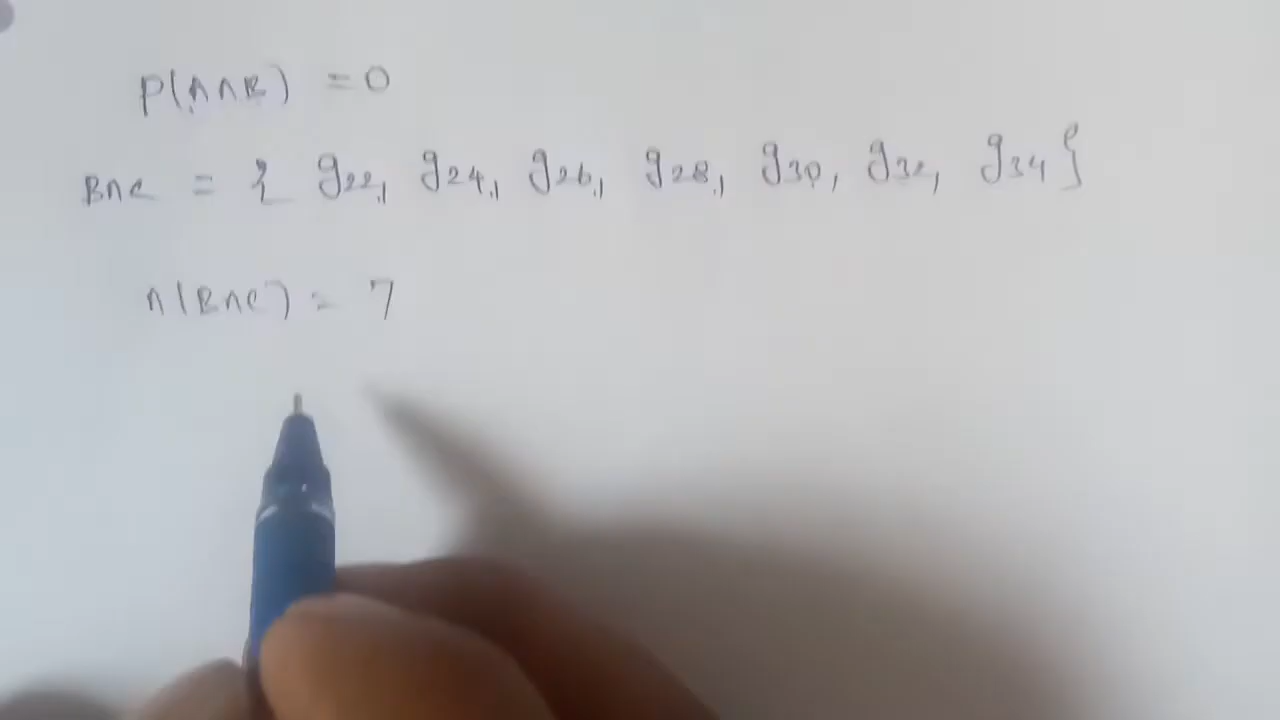 P(A∩B) = 0
B∩C = { g22, g24, g26, g28, g30, g32, g34 }
n(B∩C) = 7